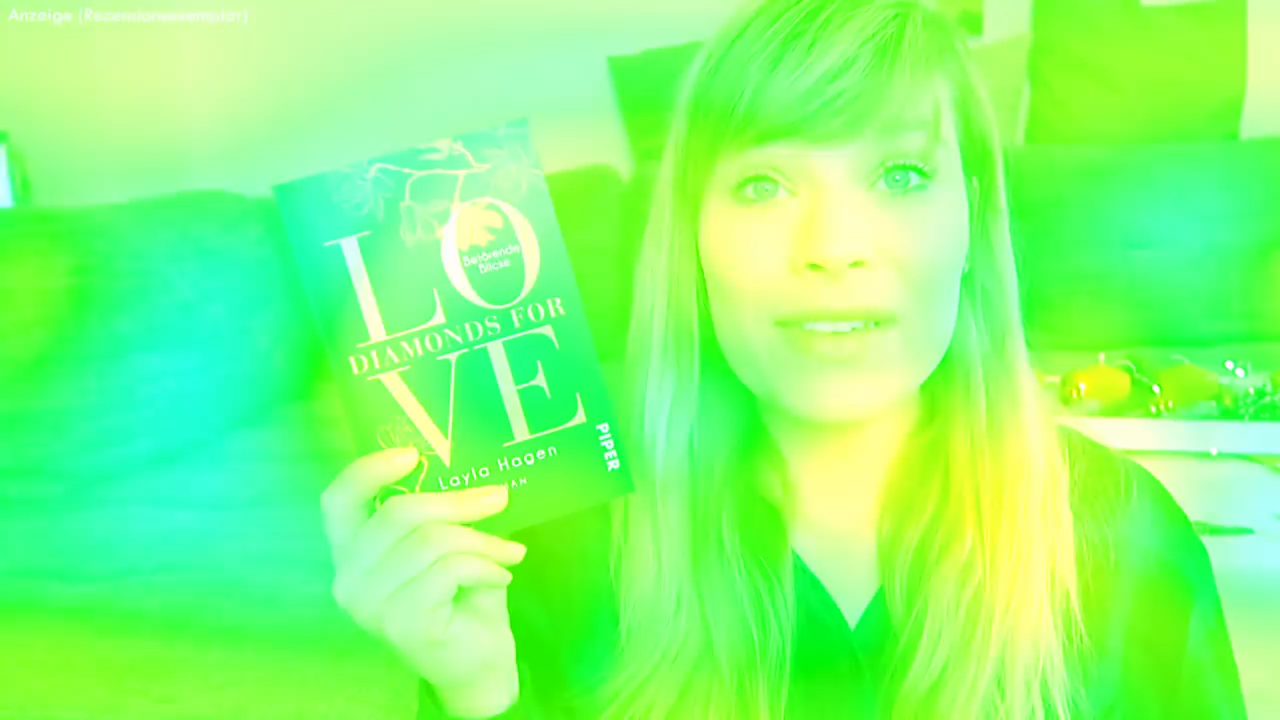 Anzeige (Rezensionsexemplar)
LO
Betörende
Blicke
DIAMONDS FOR
VE
PIPER
Layla Hagen